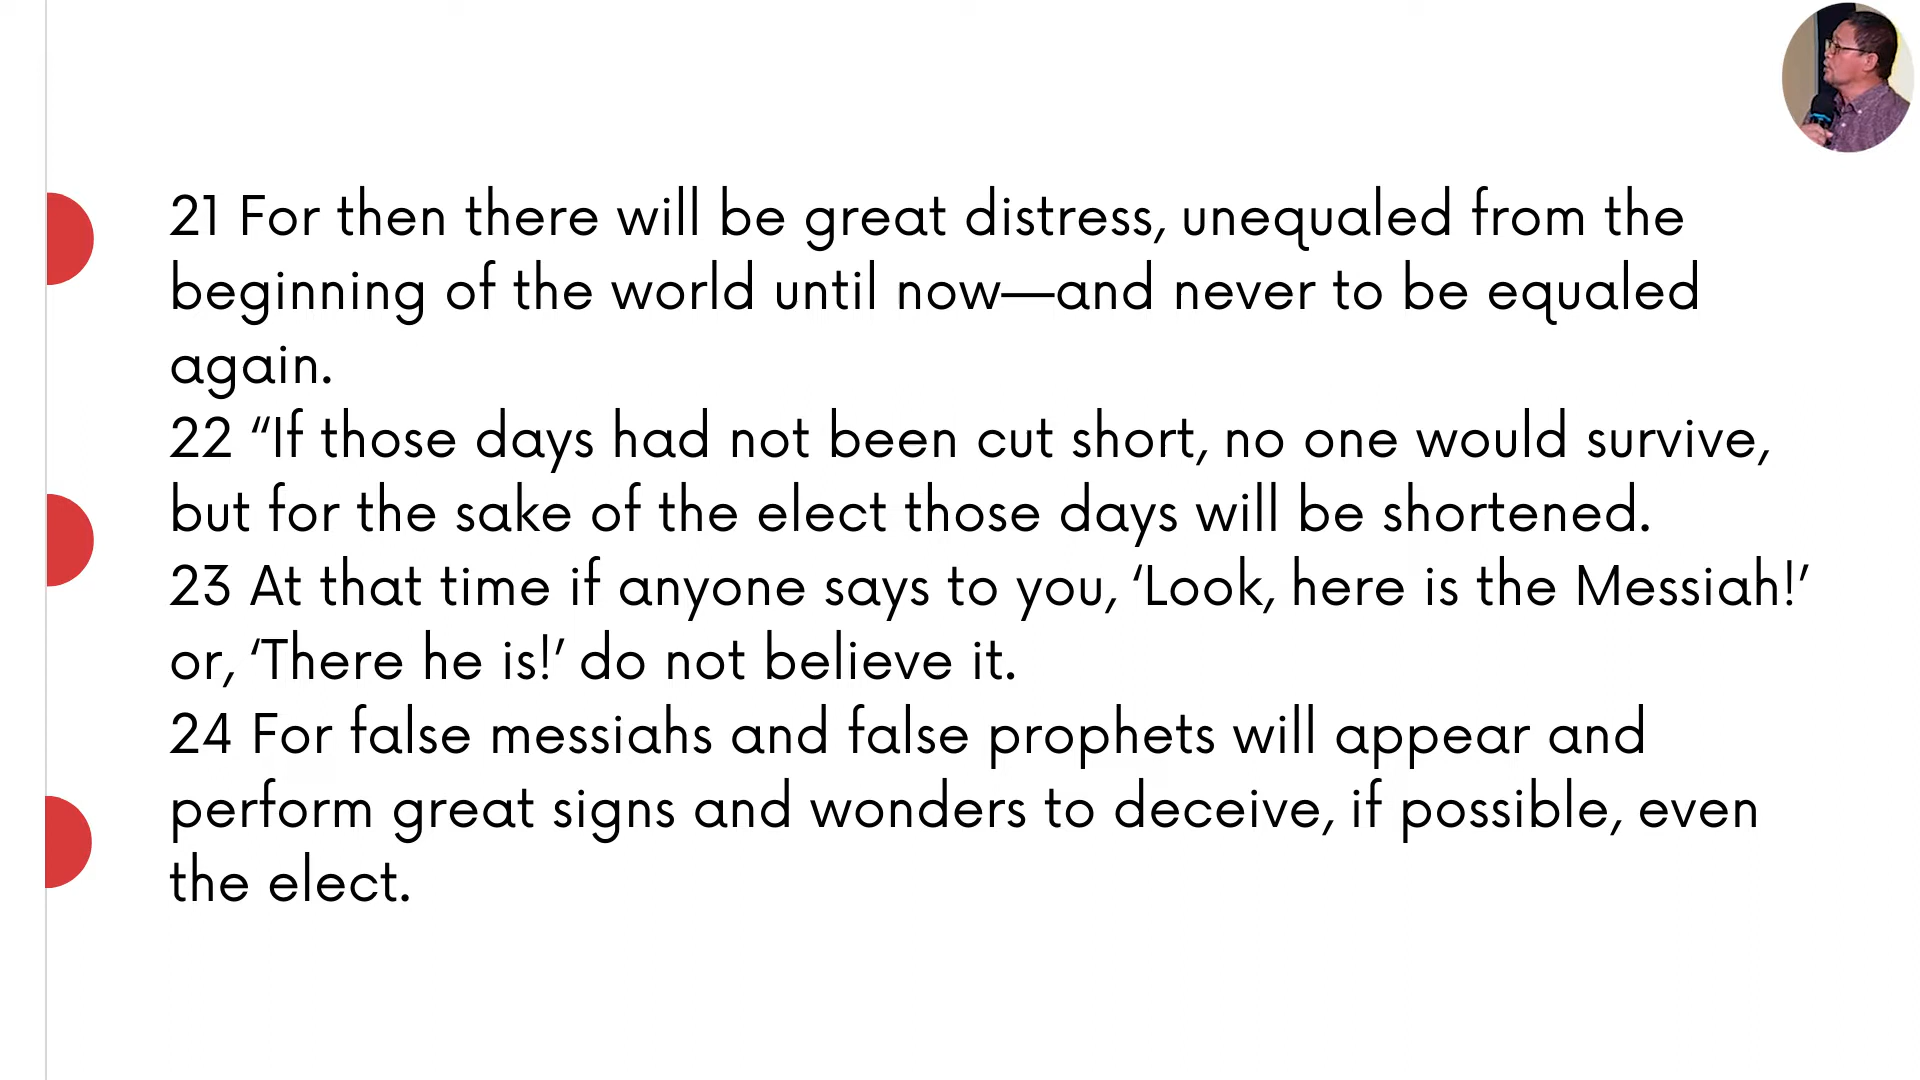 21 For then there will be great distress, unequaled from the
beginning of the world until now—and never to be equaled
again.
22 “If those days had not been cut short, no one would survive,
but for the sake of the elect those days will be shortened.
23 At that time if anyone says to you, ‘Look, here is the Messiah!’
or, ‘There he is!’ do not believe it.
24 For false messiahs and false prophets will appear and
perform great signs and wonders to deceive, if possible, even
the elect.